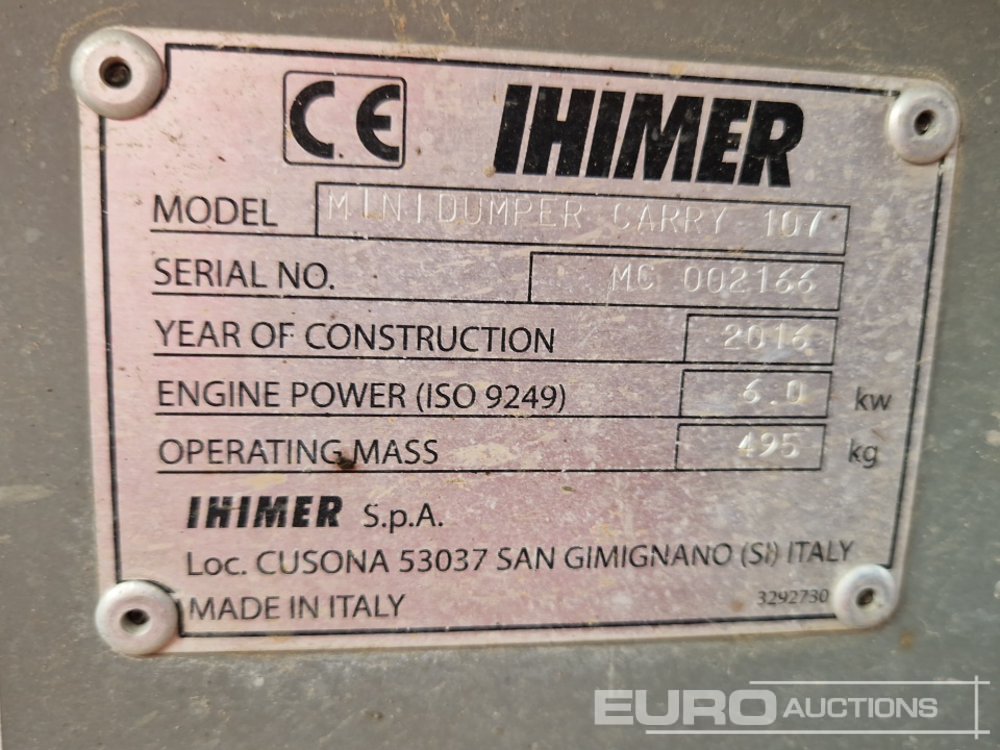 CE IHIMER
MODEL MINIDUMPER CARRY 107
SERIAL NO. MC 002166
YEAR OF CONSTRUCTION 2016
ENGINE POWER (ISO 9249) 6.0 kw
OPERATING MASS 495 kg
IHIMER S.p.A.
Loc. CUSONA 53037 SAN GIMIGNANO (SI) ITALY
MADE IN ITALY 3292730
EURO AUCTIONS